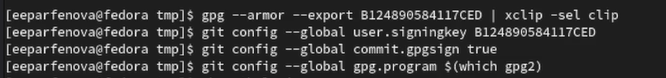 [eeparfenova@fedora tmp]$ gpg --armor --export B124890584117CED | xclip -sel clip
[eeparfenova@fedora tmp]$ git config --global user.signingkey B124890584117CED
[eeparfenova@fedora tmp]$ git config --global commit.gpgsign true
[eeparfenova@fedora tmp]$ git config --global gpg.program $(which gpg2)